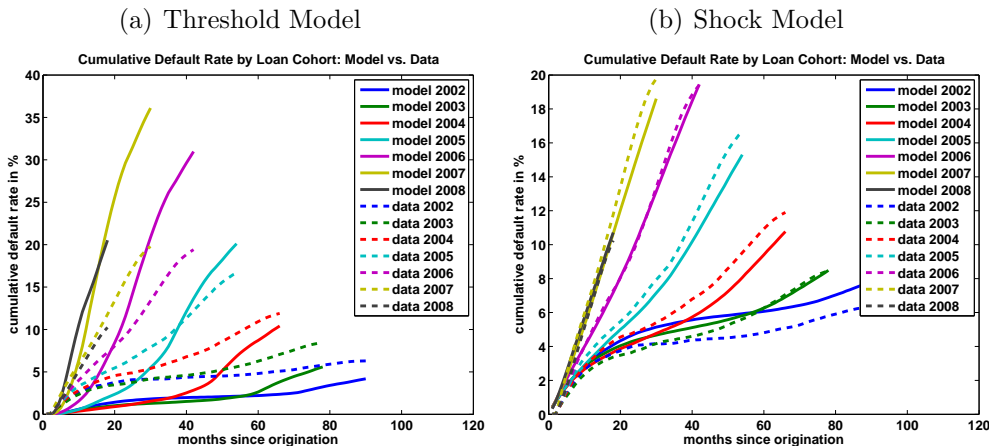 (a) Threshold Model
Cumulative Default Rate by Loan Cohort: Model vs. Data
cumulative default rate in %
40
35
30
25
20
15
10
5
0
0
20
40
60
80
100
120
months since origination
model 2002
model 2003
model 2004
model 2005
model 2006
model 2007
model 2008
data 2002
data 2003
data 2004
data 2005
data 2006
data 2007
data 2008
(b) Shock Model
Cumulative Default Rate by Loan Cohort: Model vs. Data
cumulative default rate in %
20
18
16
14
12
10
8
6
4
2
0
0
20
40
60
80
100
120
months since origination
model 2002
model 2003
model 2004
model 2005
model 2006
model 2007
model 2008
data 2002
data 2003
data 2004
data 2005
data 2006
data 2007
data 2008